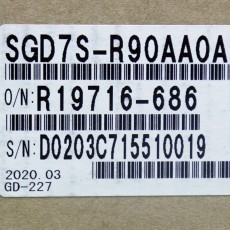 SGD7S-R90AA0A
O/N: R19716-686
S/N: D0203C715510019
2020.03
GD-227